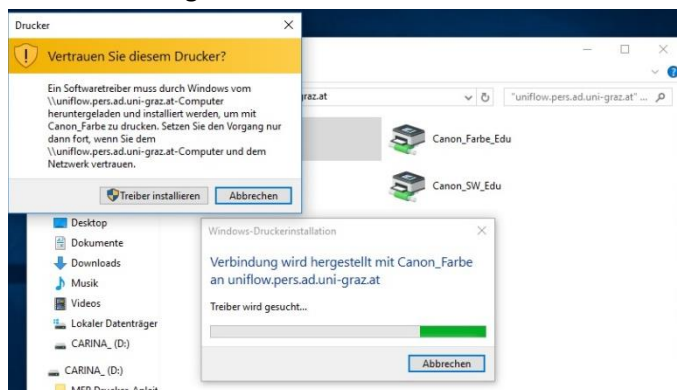 Drucker
Vertrauen Sie diesem Drucker?
Ein Softwaretreiber muss durch Windows vom
\\uniflow.pers.ad.uni-graz.at-Computer
heruntergeladen und installiert werden, um mit
Canon_Farbe zu drucken. Setzen Sie den Vorgang nur
dann fort, wenn Sie dem
\\uniflow.pers.ad.uni-graz.at-Computer und dem
Netzwerk vertrauen.
Treiber installieren
Abbrechen
raz.at
"uniflow.pers.ad.uni-graz.at" ...
Canon_Farbe_Edu
Canon_SW_Edu
Desktop
Dokumente
Downloads
Musik
Videos
Lokaler Datenträger
CARINA_ (D:)
CARINA_ (D:)
MFP Drucker Anleit
Windows-Druckerinstallation
Verbindung wird hergestellt mit Canon_Farbe
an uniflow.pers.ad.uni-graz.at
Treiber wird gesucht...
Abbrechen